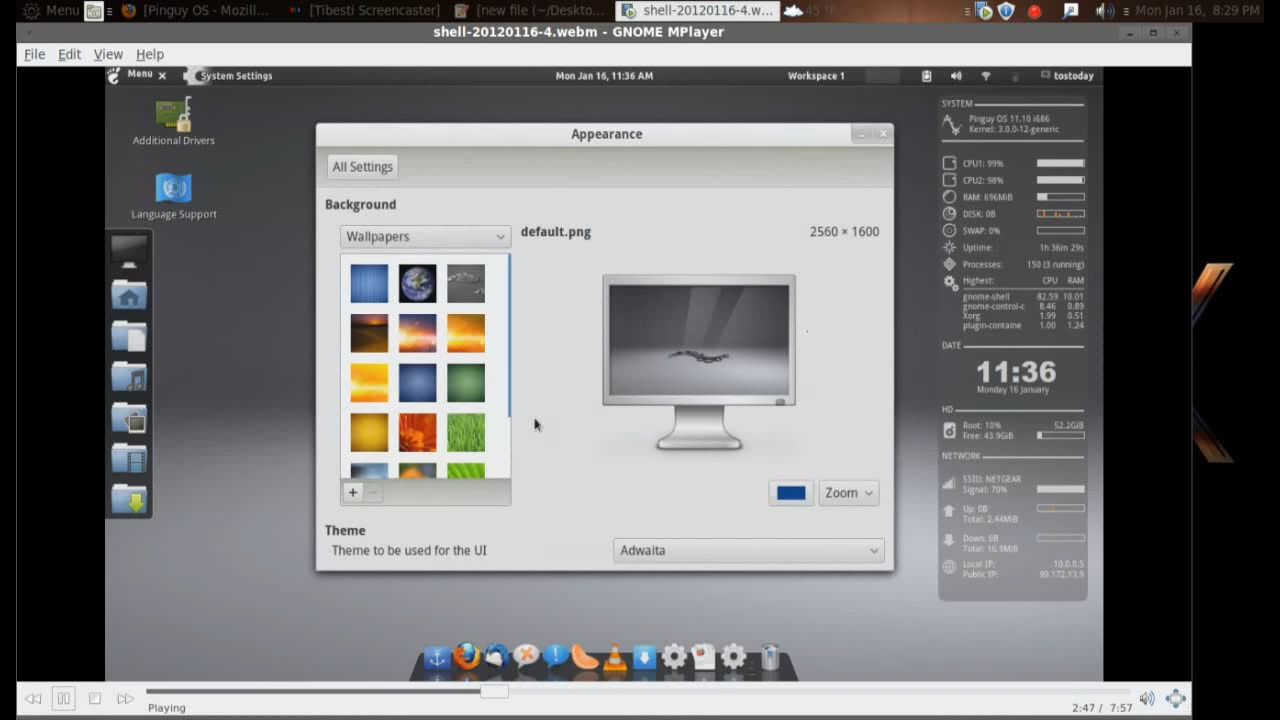 Menu [Pinguy OS - Mozill... [Tibesti Screencaster] [new file (~/Deskto... shell-20120116-4.w... 45 °F Mon Jan 16, 8:29 PM
shell-20120116-4.webm - GNOME MPlayer
File Edit View Help
Menu System Settings Mon Jan 16, 11:36 AM Workspace 1 tostoday
Additional Drivers
Language Support
Appearance
All Settings
Background
Wallpapers
default.png 2560 × 1600
Zoom
Theme
Theme to be used for the UI Adwaita
SYSTEM
Pinguy OS 11.10 i686
Kernel: 3.0.0-12-generic
CPU1: 99%
CPU2: 98%
RAM: 696MiB
DISK: 0B
SWAP: 0%
Uptime: 1h 36m 29s
Processes: 150 (3 running)
Highest: CPU RAM
gnome-shell 82.59 10.01
gnome-control-c 8.46 0.89
Xorg 1.99 0.51
plugin-containe 1.00 1.24
DATE
11:36
Monday 16 January
HD
Root: 10% 52.2GiB
Free: 43.9GiB
NETWORK
SSID: NETGEAR
Signal: 70%
Up: 0B
Total: 2.44MiB
Down: 0B
Total: 16.9MiB
Local IP: 10.0.0.5
Public IP: 99.172.13.9
Playing 2:47 / 7:57